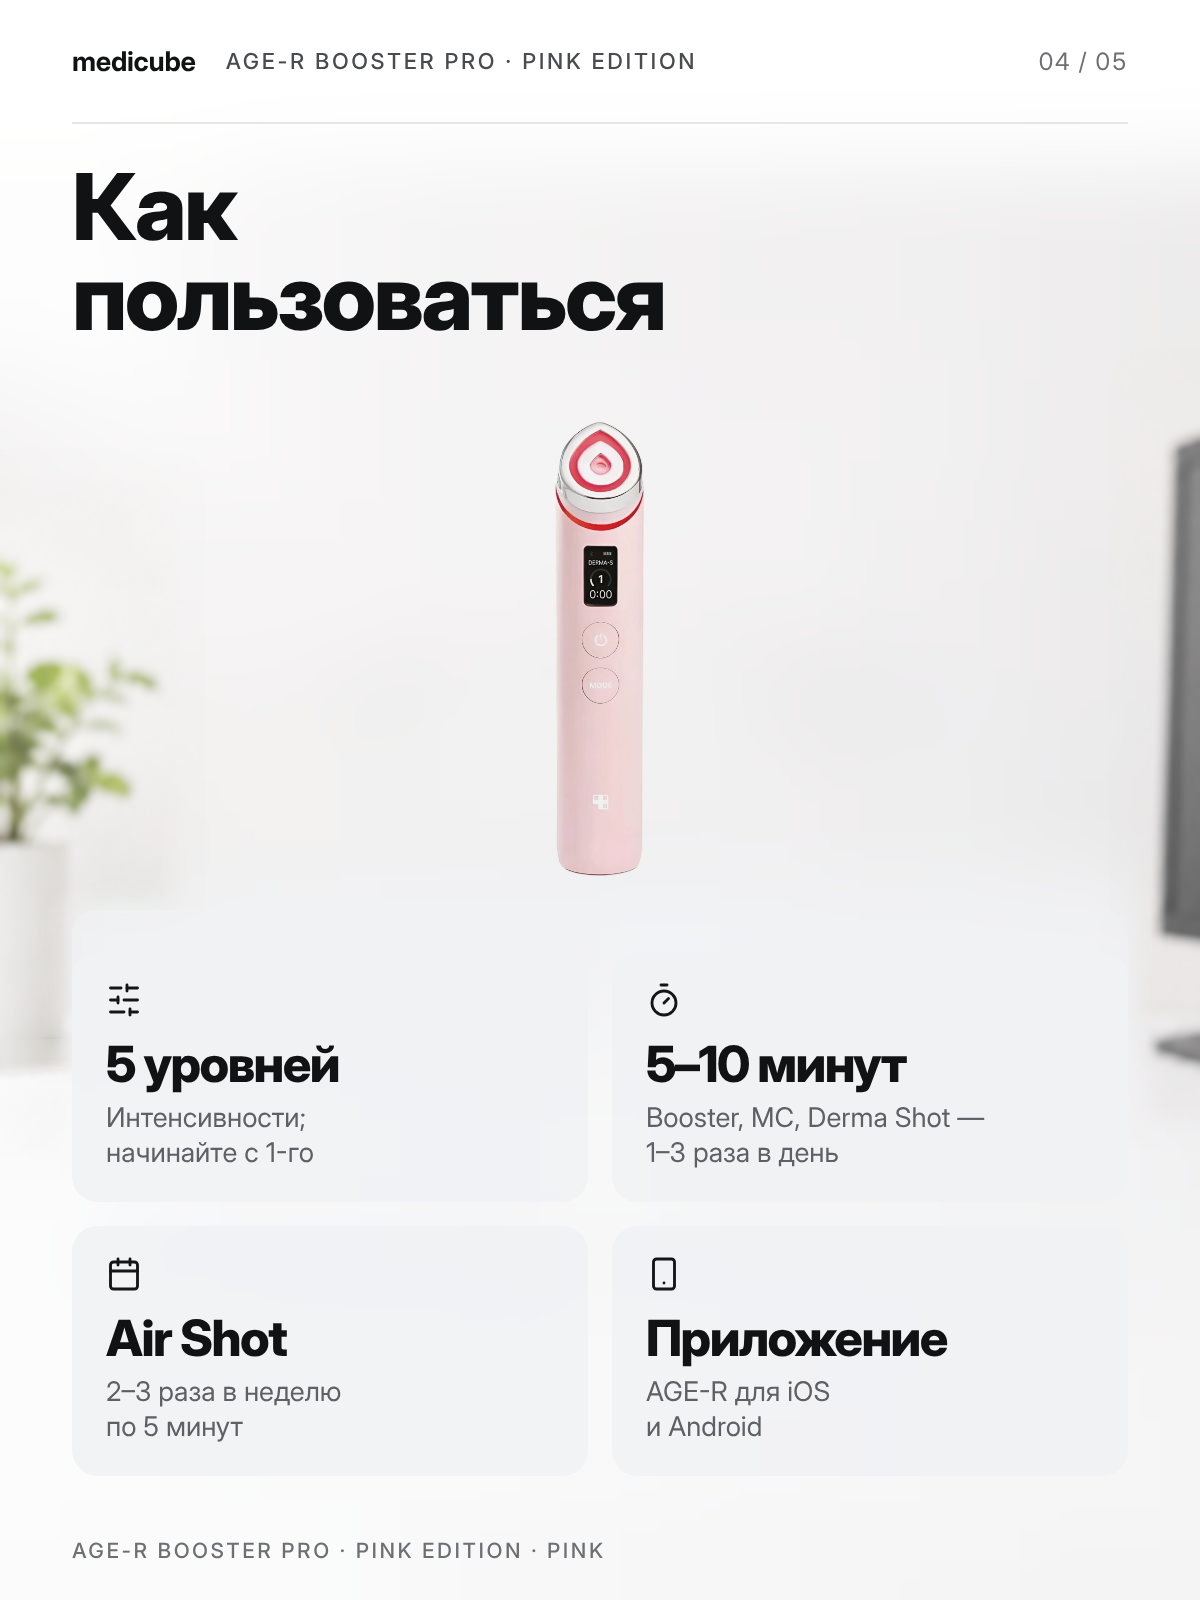 medicube AGE-R BOOSTER PRO · PINK EDITION 04 / 05
Как
пользоваться
DERMA-S
1
0:00
MODE
5 уровней
Интенсивности;
начинайте с 1-го
5–10 минут
Booster, MC, Derma Shot —
1–3 раза в день
Air Shot
2–3 раза в неделю
по 5 минут
Приложение
AGE-R для iOS
и Android
AGE-R BOOSTER PRO · PINK EDITION · PINK